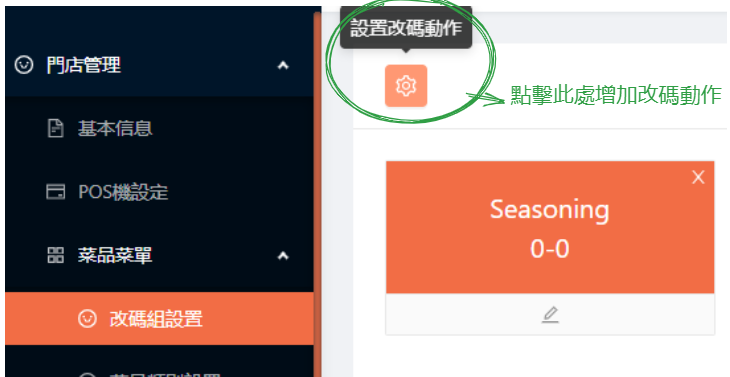 設置改碼動作
門店管理
點擊此處增加改碼動作
基本信息
POS機設定
Seasoning
0-0
菜品菜單
改碼組設置